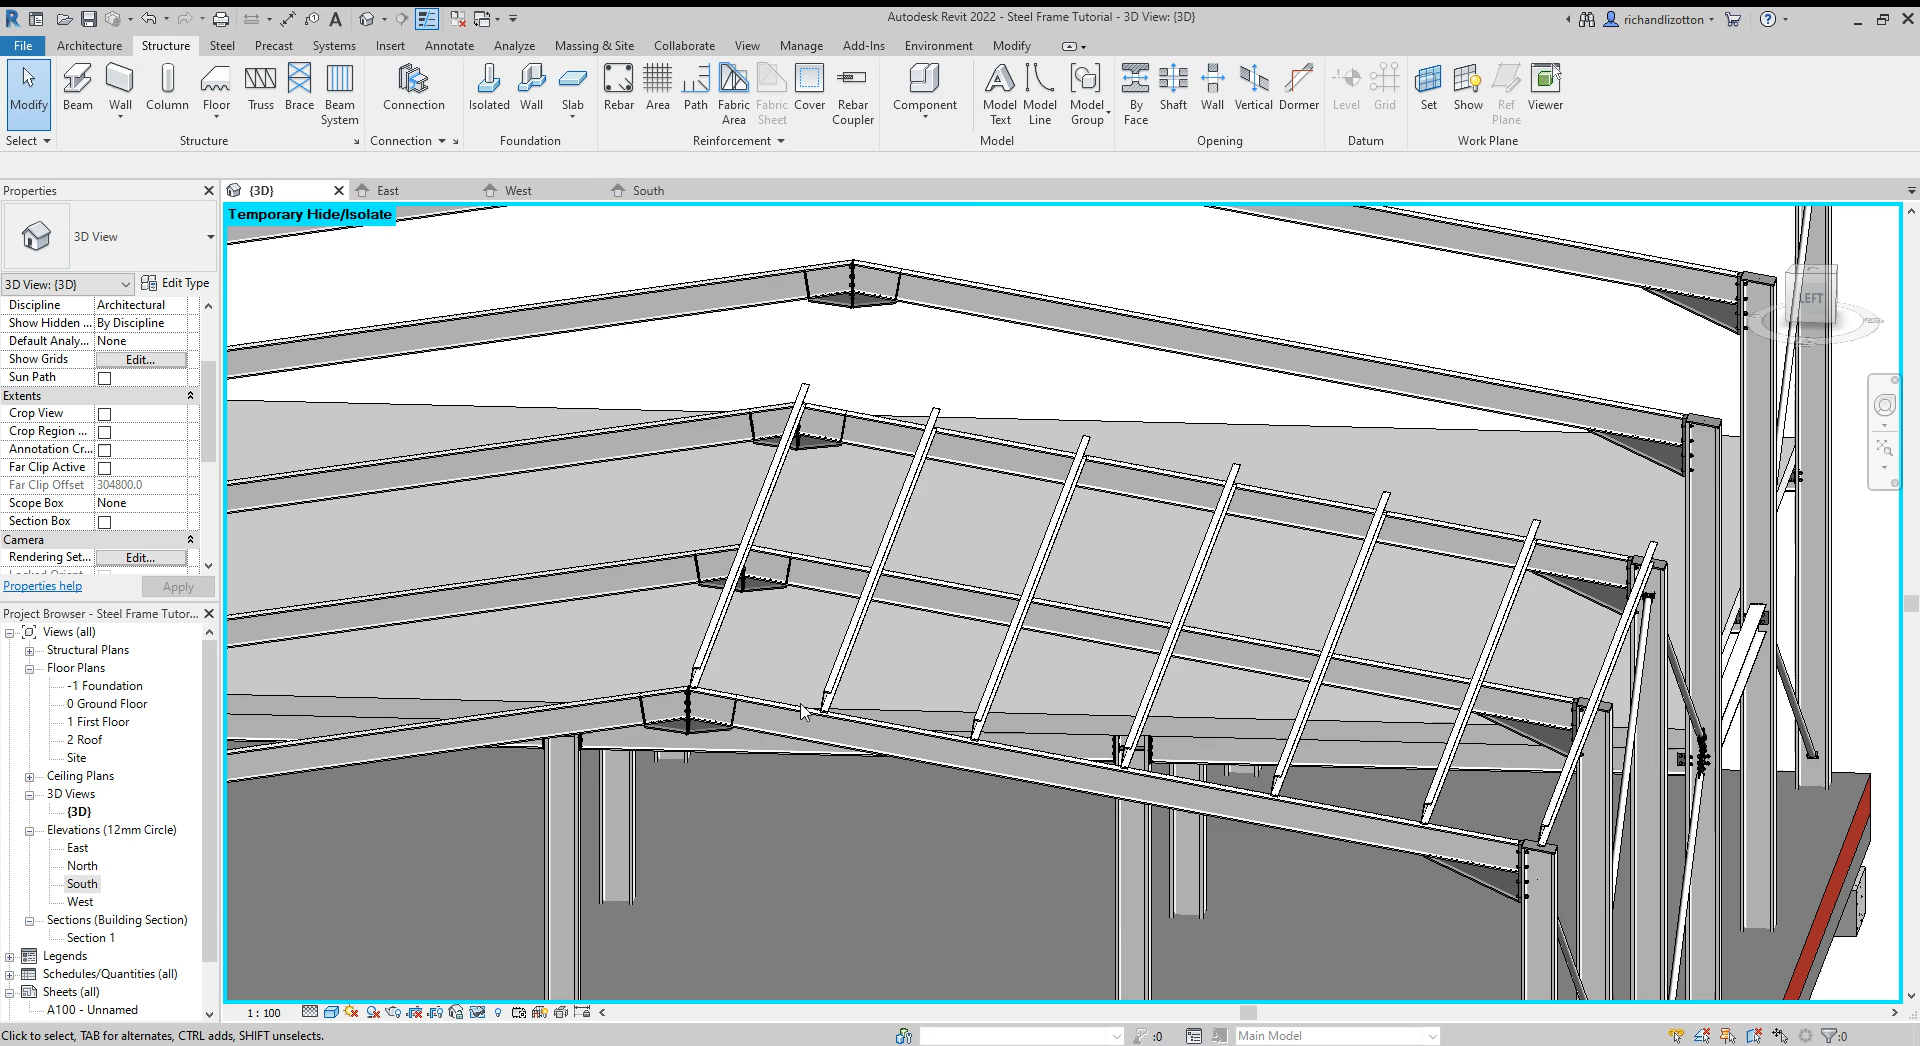 Autodesk Revit 2022 - Steel Frame Tutorial - 3D View: {3D}
richandlizotton
File Architecture Structure Steel Precast Systems Insert Annotate Analyze Massing & Site Collaborate View Manage Add-Ins Environment Modify
Modify Beam Wall Column Floor Truss Brace Beam System Connection Isolated Wall Slab Rebar Area Path Fabric Area Fabric Sheet Cover Rebar Coupler Component Model Text Model Line Model Group By Face Shaft Wall Vertical Dormer Level Grid Set Show Ref Plane Viewer
Select Structure Connection Foundation Reinforcement Model Opening Datum Work Plane
Properties
{3D} East West South
Temporary Hide/Isolate
3D View
3D View: {3D} Edit Type
Discipline Architectural
Show Hidden ... By Discipline
Default Analy... None
Show Grids Edit...
Sun Path
Extents
Crop View
Crop Region ...
Annotation Cr...
Far Clip Active
Far Clip Offset 304800.0
Scope Box None
Section Box
Camera
Rendering Set... Edit...
Properties help Apply
LEFT
Project Browser - Steel Frame Tutor...
Views (all)
Structural Plans
Floor Plans
-1 Foundation
0 Ground Floor
1 First Floor
2 Roof
Site
Ceiling Plans
3D Views
{3D}
Elevations (12mm Circle)
East
North
South
West
Sections (Building Section)
Section 1
Legends
Schedules/Quantities (all)
Sheets (all)
A100 - Unnamed
1 : 100
Click to select, TAB for alternates, CTRL adds, SHIFT unselects.
:0
Main Model
:0